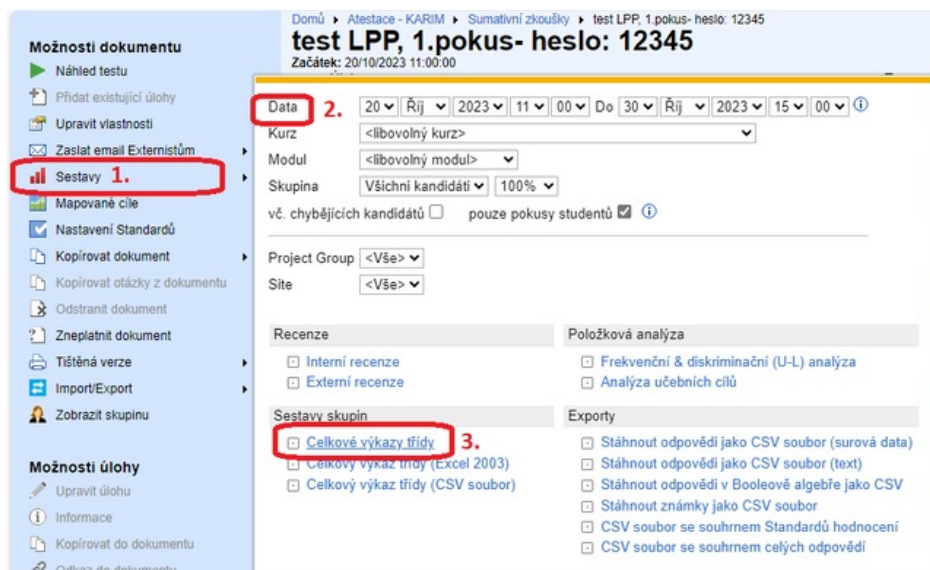 Domů ▸ Atestace - KARIM ▸ Sumativní zkoušky ▸ test LPP, 1.pokus- heslo: 12345
test LPP, 1.pokus- heslo: 12345
Začátek: 20/10/2023 11:00:00
Možnosti dokumentu
Náhled testu
Přidat existující úlohy
Upravit vlastnosti
Zaslat email Externistům
Sestavy 1.
Mapované cíle
Nastavení Standardů
Kopírovat dokument
Kopírovat otázky z dokumentu
Odstranit dokument
Zneplatnit dokument
Tištěná verze
Import/Export
Zobrazit skupinu
Možnosti úlohy
Upravit úlohu
Informace
Kopírovat do dokumentu
Odkaz do dokumentu
Data 2. 20 Říj 2023 11 00 Do 30 Říj 2023 15 00
Kurz <libovolný kurz>
Modul <libovolný modul>
Skupina Všichni kandidáti 100%
vč. chybějících kandidátů pouze pokusy studentů
Project Group <Vše>
Site <Vše>
Recenze
Interní recenze
Externí recenze
Položková analýza
Frekvenční & diskriminační (U-L) analýza
Analýza učebních cílů
Sestavy skupin
Celkové výkazy třídy 3.
Celkový výkaz třídy (Excel 2003)
Celkový výkaz třídy (CSV soubor)
Exporty
Stáhnout odpovědi jako CSV soubor (surová data)
Stáhnout odpovědi jako CSV soubor (text)
Stáhnout odpovědi v Booleově algebře jako CSV
Stáhnout známky jako CSV soubor
CSV soubor se souhrnem Standardů hodnocení
CSV soubor se souhrnem celých odpovědí